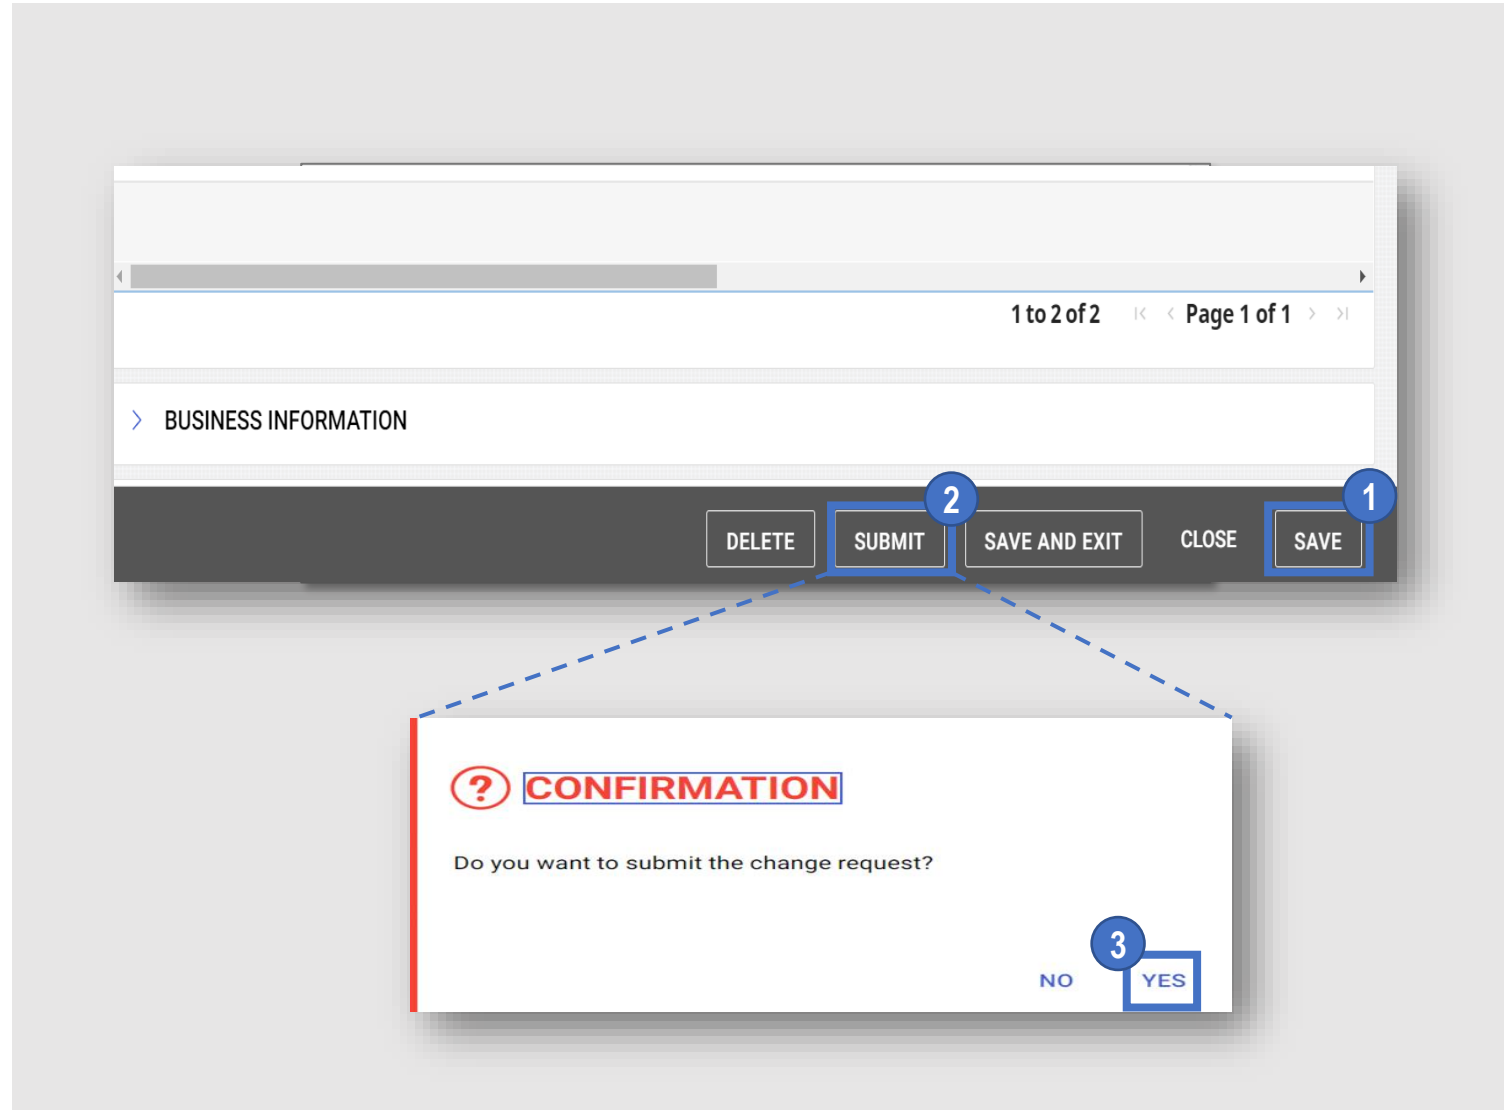 1 to 2 of 2 Page 1 of 1
BUSINESS INFORMATION
2 1
DELETE SUBMIT SAVE AND EXIT CLOSE SAVE
? CONFIRMATION
Do you want to submit the change request?
3
NO YES